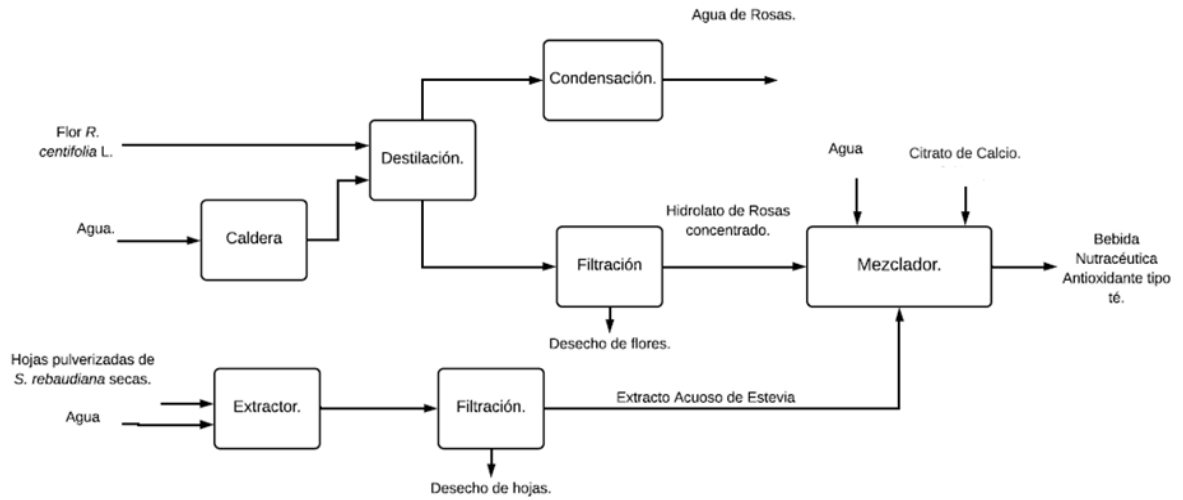 Agua de Rosas.
Condensación.
Flor R.
centifolia L.
Destilación.
Agua
Citrato de Calcio.
Agua.
Caldera
Hidrolato de Rosas
concentrado.
Filtración
Mezclador.
Bebida
Nutracéutica
Antioxidante tipo
té.
Desecho de flores.
Hojas pulverizadas de
S. rebaudiana secas.
Agua
Extractor.
Filtración.
Extracto Acuoso de Estevia
Desecho de hojas.